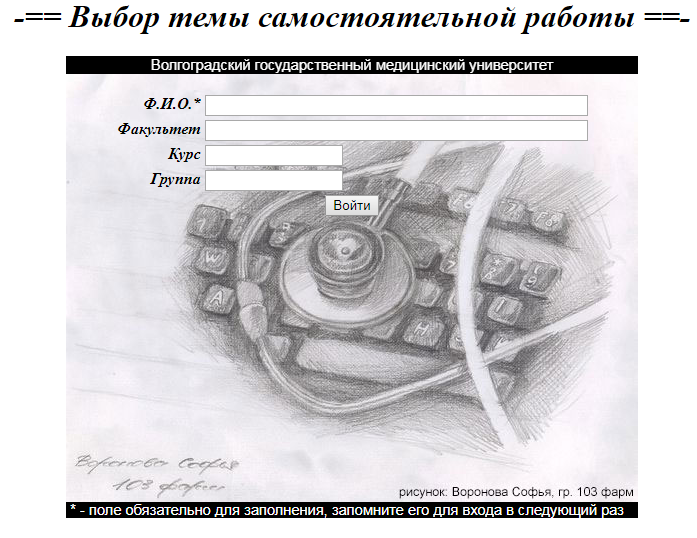 -== Выбор темы самостоятельной работы ==-
Волгоградский государственный медицинский университет
Ф.И.О.*
Факультет
Курс
Группа
Войти
Воронова Софья
103 фарм
рисунок: Воронова Софья, гр. 103 фарм
* - поле обязательно для заполнения, запомните его для входа в следующий раз